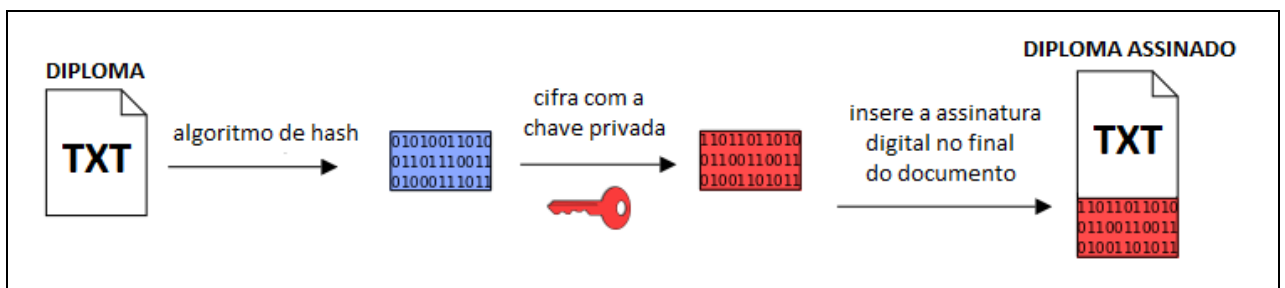 DIPLOMA
TXT
algoritmo de hash
01010011010
01101110011
01000111011
cifra com a
chave privada
11011011010
01100110011
01001101011
insere a assinatura
digital no final
do documento
DIPLOMA ASSINADO
TXT
11011011010
01100110011
01001101011